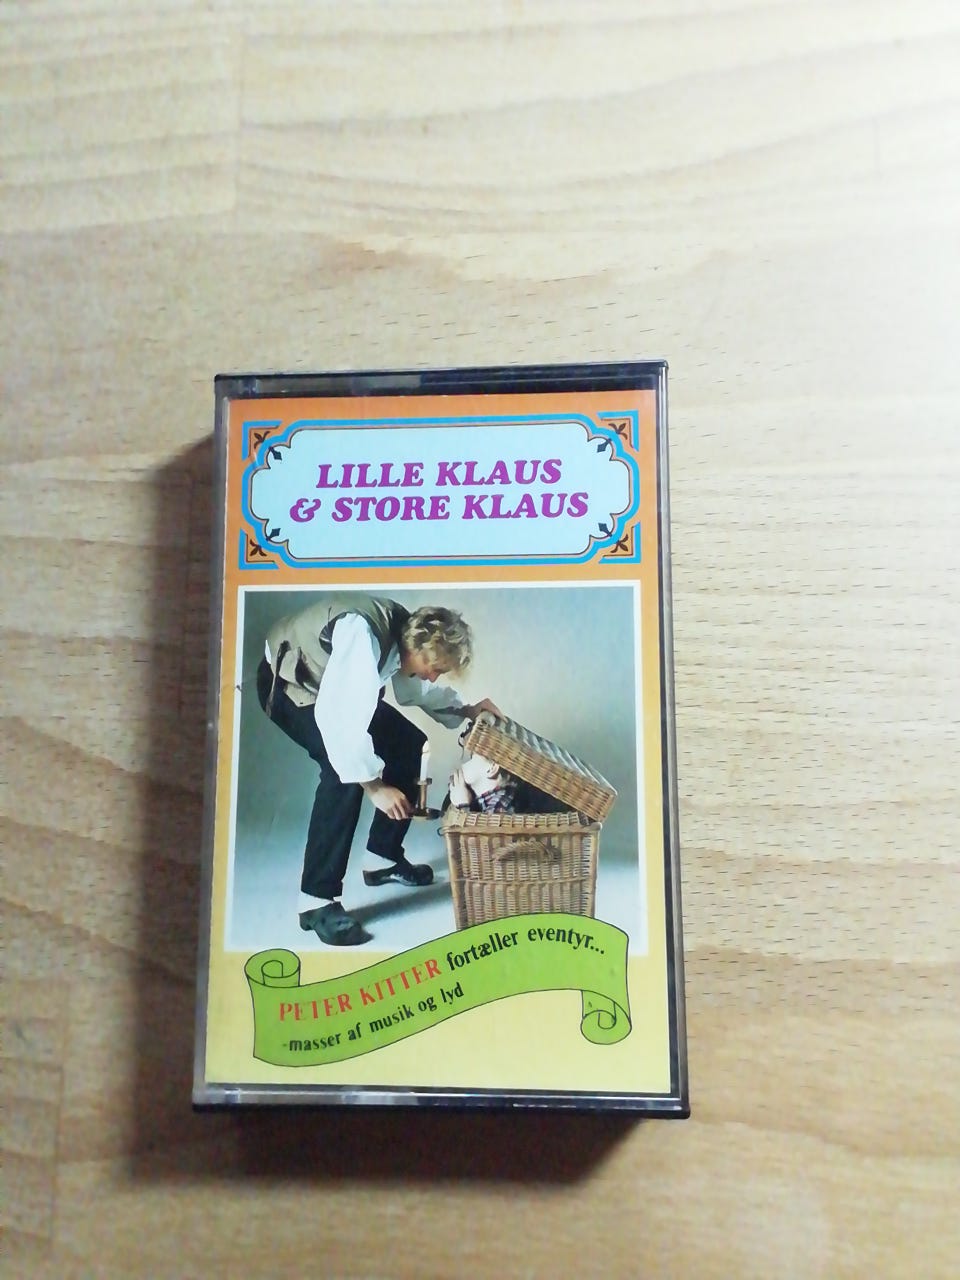 LILLE KLAUS
& STORE KLAUS
PETER KITTER fortæller eventyr...
-masser af musik og lyd